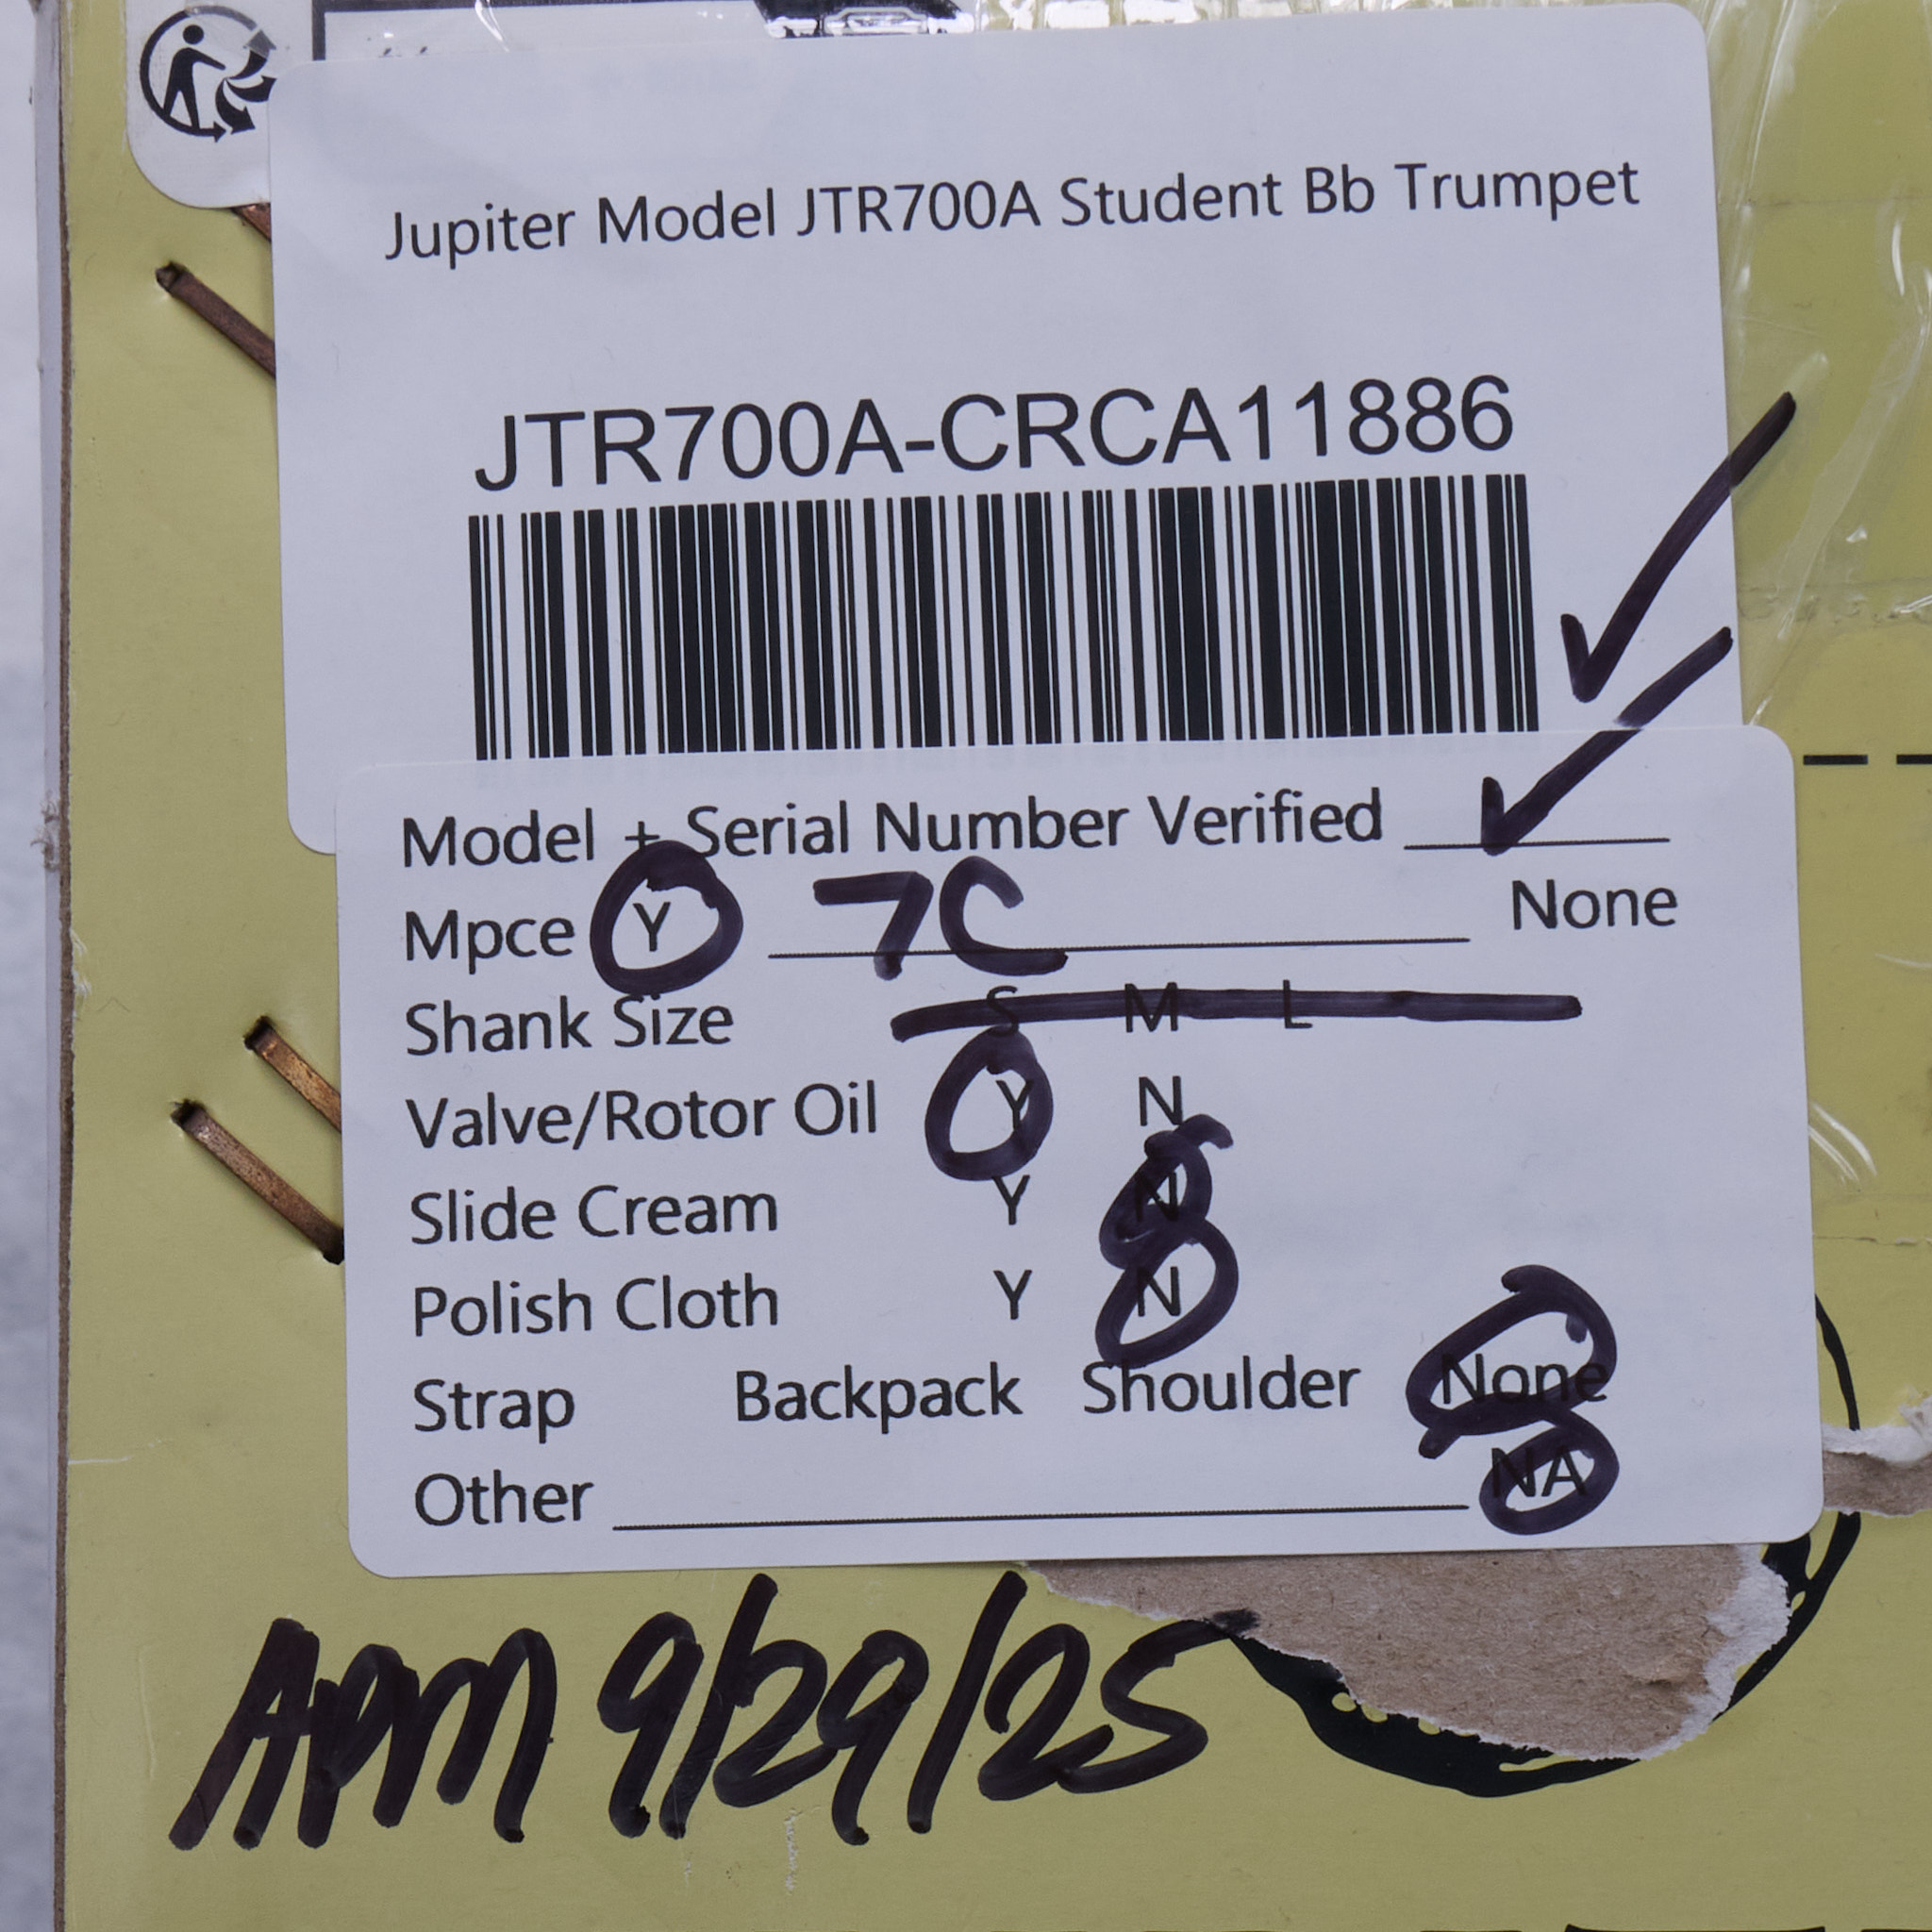 Jupiter Model JTR700A Student Bb Trumpet
JTR700A-CRCA11886
Model + Serial Number Verified ✓
Mpce Y 7C None
Shank Size S M L
Valve/Rotor Oil Y N
Slide Cream Y N
Polish Cloth Y N
Strap Backpack Shoulder None
Other NA
9/29/25